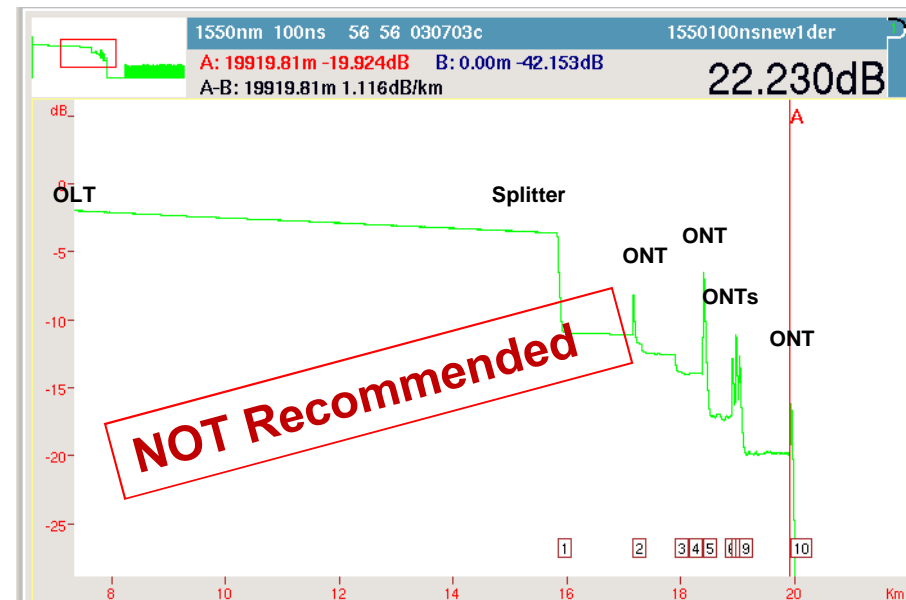 1550nm 100ns 56 56 030703c 1550100nsnew1der
A: 19919.81m -19.924dB B: 0.00m -42.153dB
A-B: 19919.81m 1.116dB/km
22.230dB
dB
A
0
OLT
Splitter
ONT
ONT
ONTs
ONT
-5
-10
-15
-20
-25
NOT Recommended
1 2 3 4 5 9 10
8 10 12 14 16 18 20 Km